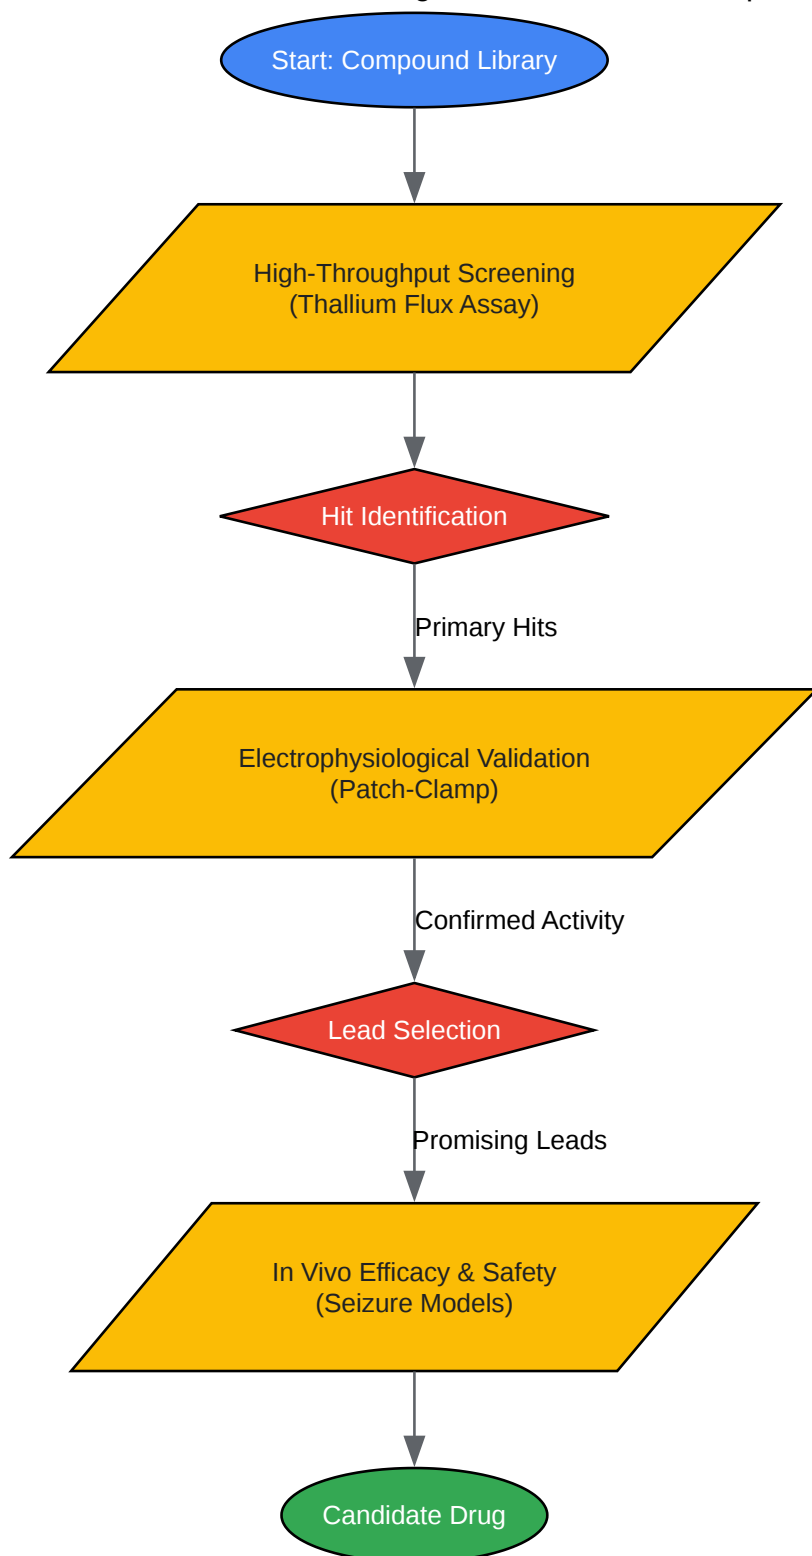 Start: Compound Library
High-Throughput Screening
(Thallium Flux Assay)
Hit Identification
Primary Hits
Electrophysiological Validation
(Patch-Clamp)
Confirmed Activity
Lead Selection
Promising Leads
In Vivo Efficacy & Safety
(Seizure Models)
Candidate Drug